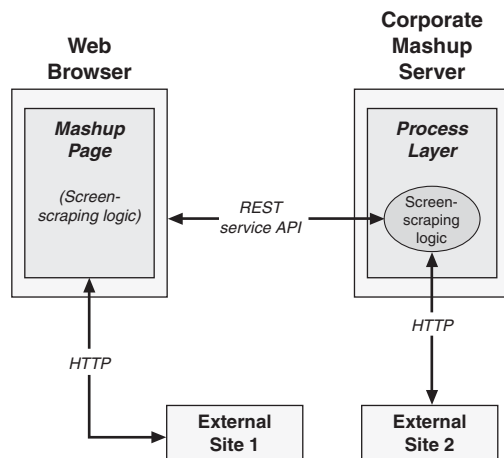 Web
Browser
Corporate
Mashup
Server
Mashup
Page
(Screen-
scraping logic)
REST
service API
Process
Layer
Screen-
scraping
logic
HTTP
HTTP
External
Site 1
External
Site 2